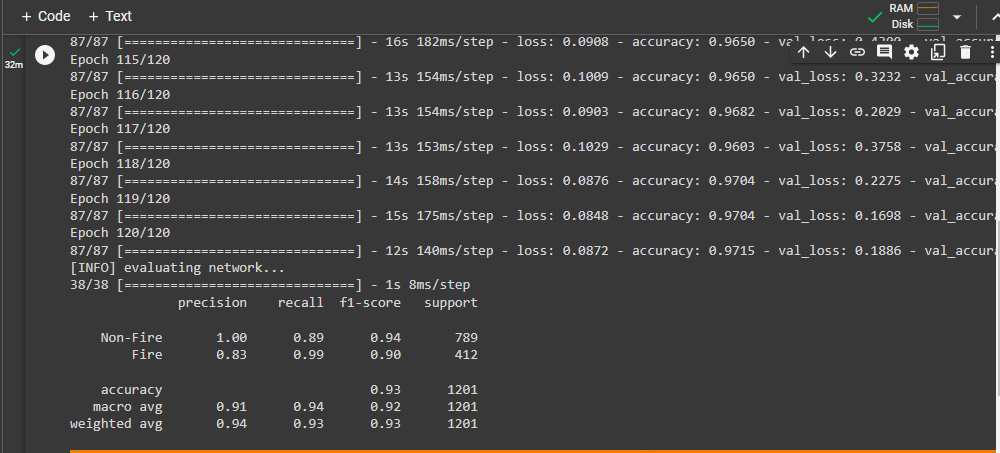 + Code + Text
RAM
Disk
32m
87/87 [==============================] - 16s 182ms/step - loss: 0.0908 - accuracy: 0.9650
Epoch 115/120
87/87 [==============================] - 13s 154ms/step - loss: 0.1009 - accuracy: 0.9650 - val_loss: 0.3232 - val_accura
Epoch 116/120
87/87 [==============================] - 13s 154ms/step - loss: 0.0903 - accuracy: 0.9682 - val_loss: 0.2029 - val_accura
Epoch 117/120
87/87 [==============================] - 13s 153ms/step - loss: 0.1029 - accuracy: 0.9603 - val_loss: 0.3758 - val_accura
Epoch 118/120
87/87 [==============================] - 14s 158ms/step - loss: 0.0876 - accuracy: 0.9704 - val_loss: 0.2275 - val_accura
Epoch 119/120
87/87 [==============================] - 15s 175ms/step - loss: 0.0848 - accuracy: 0.9704 - val_loss: 0.1698 - val_accura
Epoch 120/120
87/87 [==============================] - 12s 140ms/step - loss: 0.0872 - accuracy: 0.9715 - val_loss: 0.1886 - val_accura
[INFO] evaluating network...
38/38 [==============================] - 1s 8ms/step
precision recall f1-score support
Non-Fire 1.00 0.89 0.94 789
Fire 0.83 0.99 0.90 412
accuracy 0.93 1201
macro avg 0.91 0.94 0.92 1201
weighted avg 0.94 0.93 0.93 1201